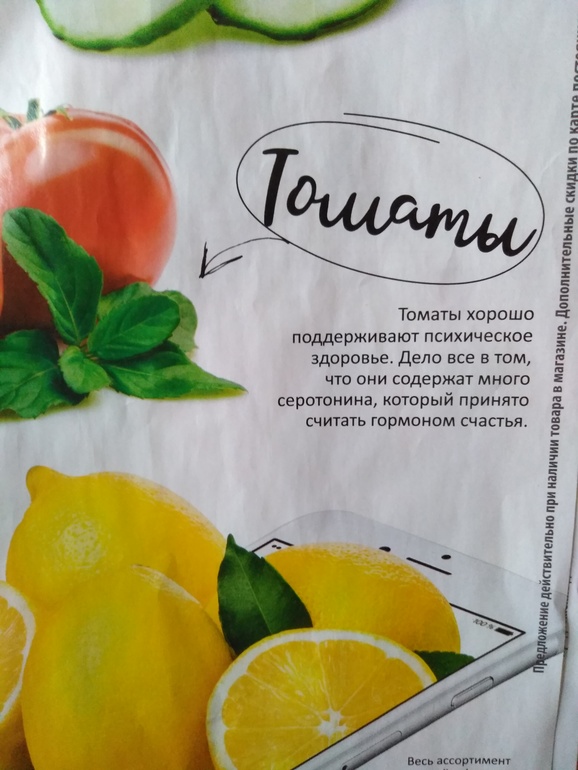 Томаты
Томаты хорошо
поддерживают психическое
здоровье. Дело все в том,
что они содержат много
серотонина, который принято
считать гормоном счастья.
Предложение действительно при наличии товара в магазине. Дополнительные скидки по карте
100 %
Весь ассортимент